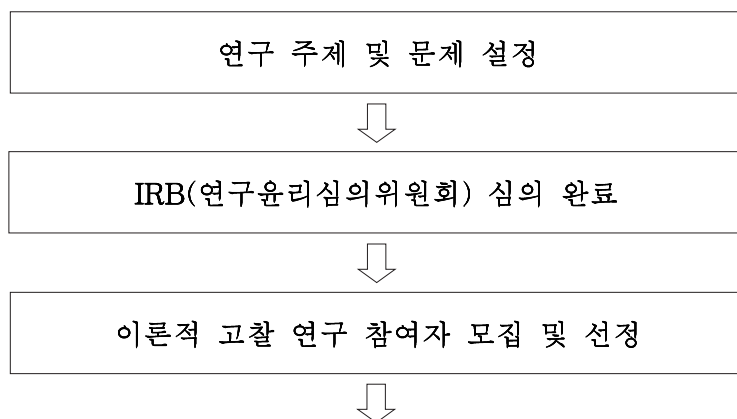 연구 주제 및 문제 설정
IRB(연구윤리심의위원회) 심의 완료
이론적 고찰 연구 참여자 모집 및 선정